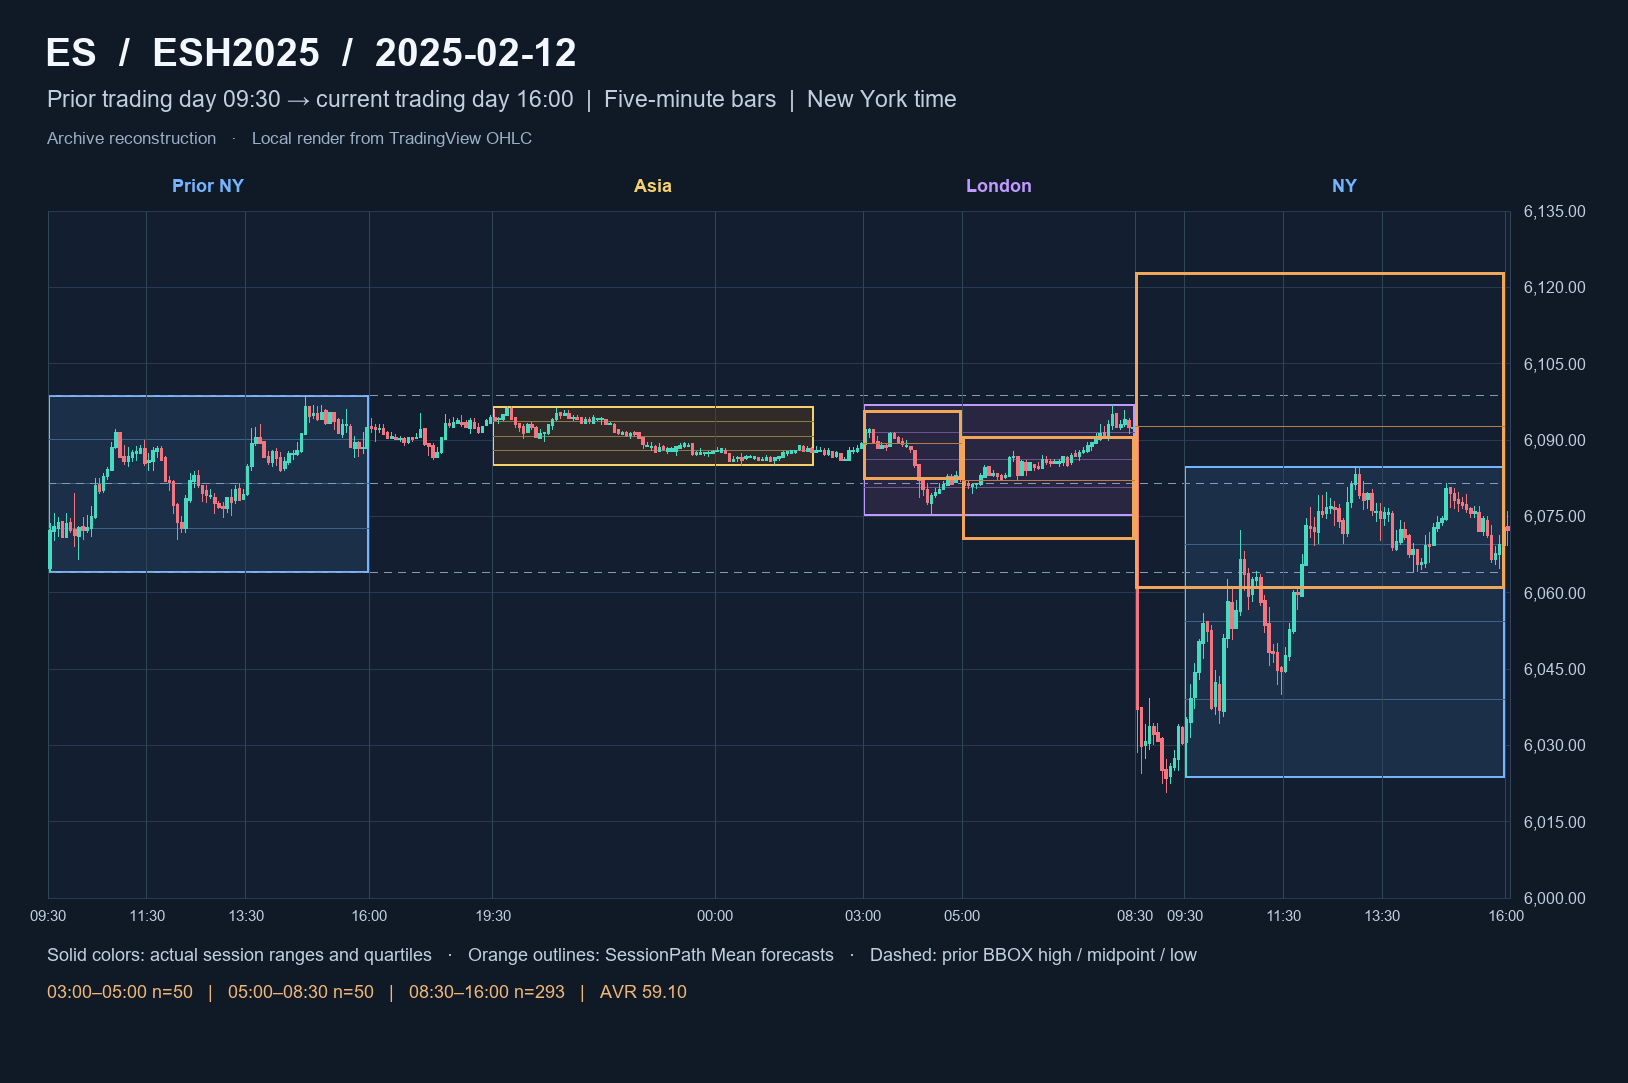 ES / ESH2025 / 2025-02-12
Prior trading day 09:30 → current trading day 16:00 | Five-minute bars | New York time
Archive reconstruction · Local render from TradingView OHLC
Prior NY Asia London NY
6,135.00
6,120.00
6,105.00
6,090.00
6,075.00
6,060.00
6,045.00
6,030.00
6,015.00
6,000.00
09:30 11:30 13:30 16:00 19:30 00:00 03:00 05:00 08:30 09:30 11:30 13:30 16:00
Solid colors: actual session ranges and quartiles · Orange outlines: SessionPath Mean forecasts · Dashed: prior BBOX high / midpoint / low
03:00–05:00 n=50 | 05:00–08:30 n=50 | 08:30–16:00 n=293 | AVR 59.10